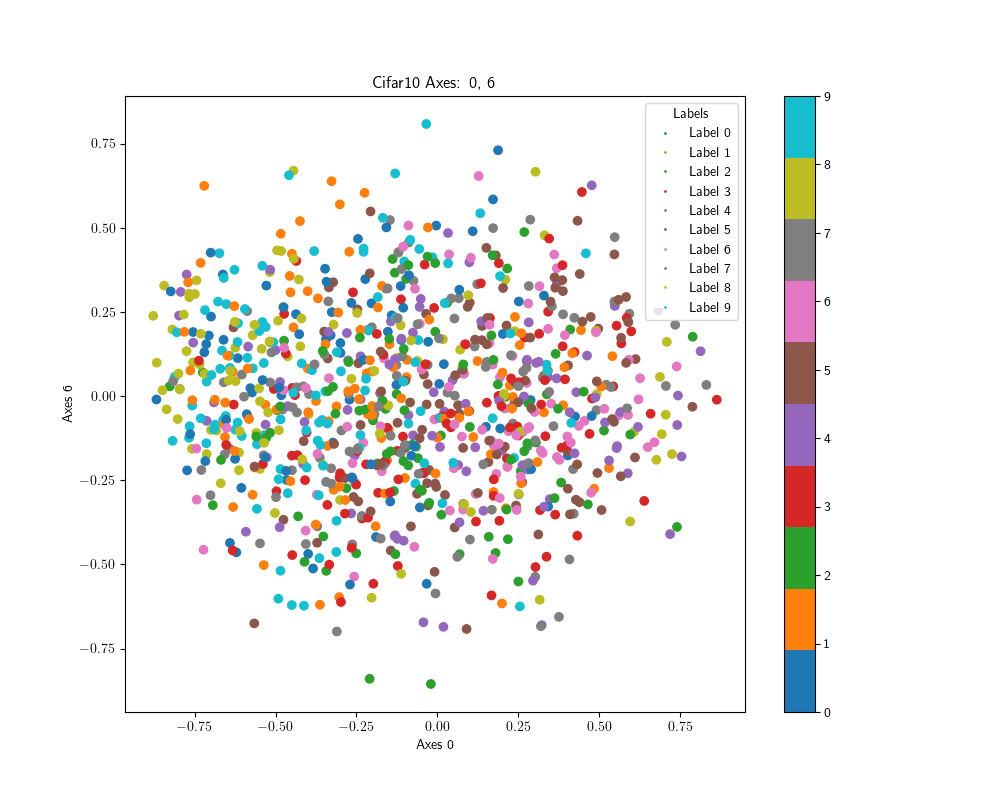 Cifar10 Axes: 0, 6
Labels
Label 0
Label 1
Label 2
Label 3
Label 4
Label 5
Label 6
Label 7
Label 8
Label 9
0.75
0.50
0.25
0.00
−0.25
−0.50
−0.75
Axes 6
−0.75 −0.50 −0.25 0.00 0.25 0.50 0.75
Axes 0
9
8
7
6
5
4
3
2
1
0